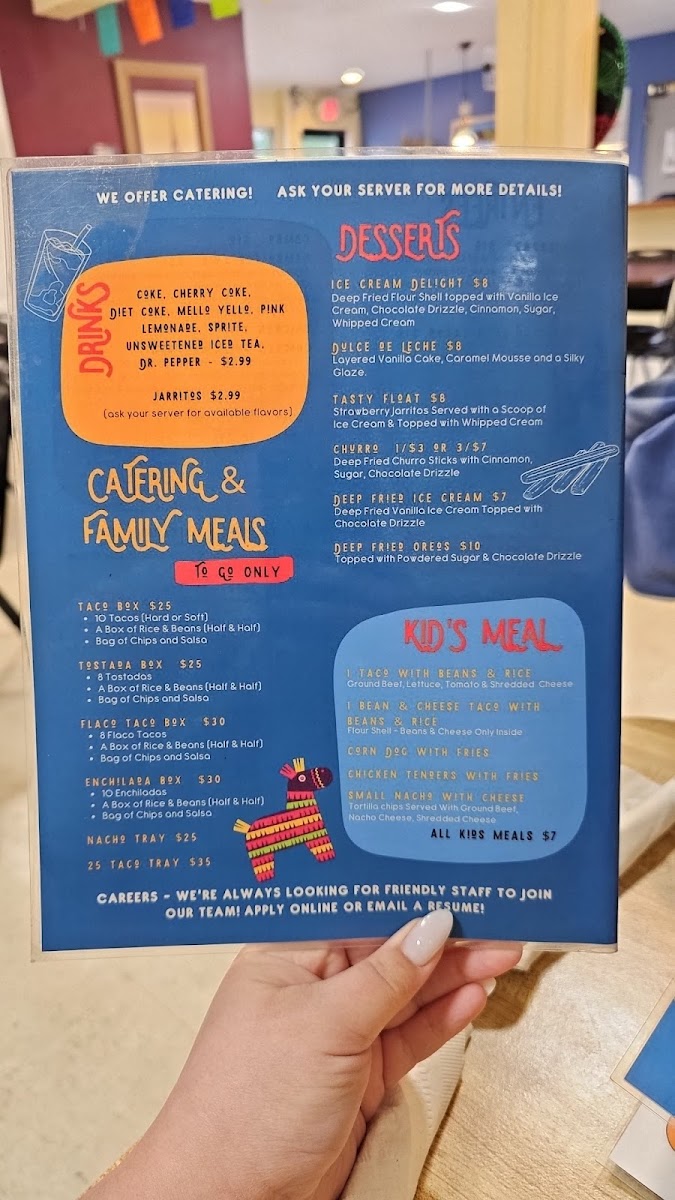 WE OFFER CATERING! ASK YOUR SERVER FOR MORE DETAILS!
DRINKS
COKE, CHERRY COKE,
DIET COKE, MELLO YELLO, PINK
LEMONADE, SPRITE,
UNSWEETENED ICED TEA,
DR. PEPPER - $2.99
JARRITOS $2.99
(ask your server for available flavors)
CATERING &
FAMILY MEALS
TO GO ONLY
TACO BOX $25
• 10 Tacos (Hard or Soft)
• A Box of Rice & Beans (Half & Half)
• Bag of Chips and Salsa
TOSTADA BOX $25
• 8 Tostadas
• A Box of Rice & Beans (Half & Half)
• Bag of Chips and Salsa
FLACO TACO BOX $30
• 8 Flaco Tacos
• A Box of Rice & Beans (Half & Half)
• Bag of Chips and Salsa
ENCHILADA BOX $30
• 10 Enchiladas
• A Box of Rice & Beans (Half & Half)
• Bag of Chips and Salsa
NACHO TRAY $25
25 TACO TRAY $35
DESSERTS
ICE CREAM DELIGHT $8
Deep Fried Flour Shell topped with Vanilla Ice
Cream, Chocolate Drizzle, Cinnamon, Sugar,
Whipped Cream
DULCE DE LECHE $8
Layered Vanilla Cake, Caramel Mousse and a Silky
Glaze.
TASTY FLOAT $8
Strawberry Jarritos Served with a Scoop of
Ice Cream & Topped with Whipped Cream
CHURRO 1/$3 OR 3/$7
Deep Fried Churro Sticks with Cinnamon,
Sugar, Chocolate Drizzle
DEEP FRIED ICE CREAM $7
Deep Fried Vanilla Ice Cream Topped with
Chocolate Drizzle
DEEP FRIED OREOS $10
Topped with Powdered Sugar & Chocolate Drizzle
KID'S MEAL
1 TACO WITH BEANS & RICE
Ground Beef, Lettuce, Tomato & Shredded Cheese
1 BEAN & CHEESE TACO WITH
BEANS & RICE
Flour Shell - Beans & Cheese Only Inside
CORN DOG WITH FRIES
CHICKEN TENDERS WITH FRIES
SMALL NACHO WITH CHEESE
Tortilla chips Served With Ground Beef,
Nacho Cheese, Shredded Cheese
ALL KIDS MEALS $7
CAREERS - WE'RE ALWAYS LOOKING FOR FRIENDLY STAFF TO JOIN
OUR TEAM! APPLY ONLINE OR EMAIL A RESUME!